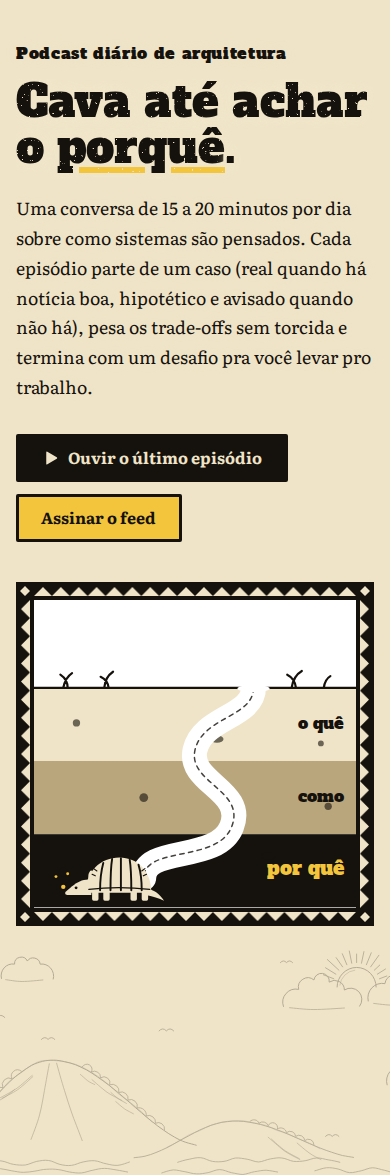 Podcast diário de arquitetura
Cava até achar
o porquê.
Uma conversa de 15 a 20 minutos por dia
sobre como sistemas são pensados. Cada
episódio parte de um caso (real quando há
notícia boa, hipotético e avisado quando
não há), pesa os trade-offs sem torcida e
termina com um desafio pra você levar pro
trabalho.
Ouvir o último episódio
Assinar o feed
o quê
como
por quê